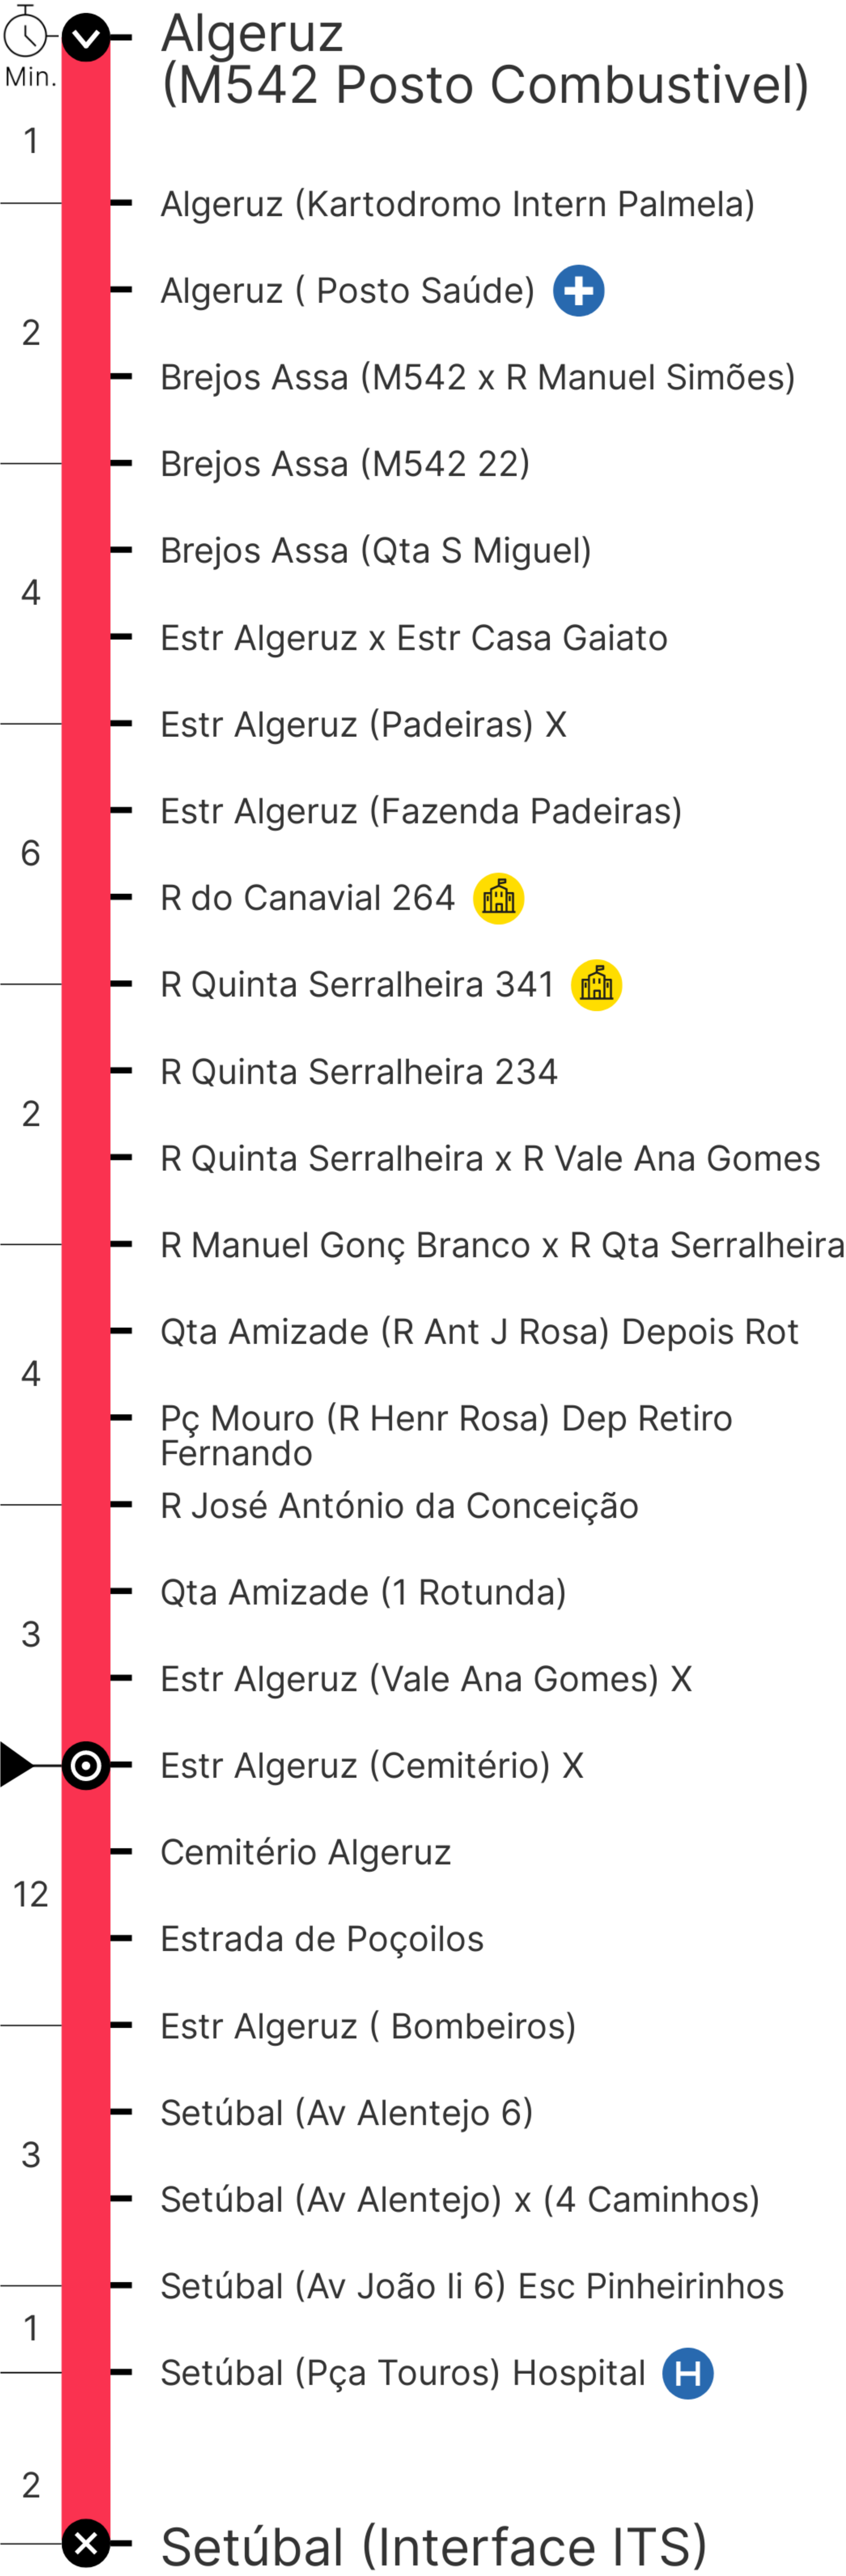 Algeruz
(M542 Posto Combustivel)
Min.
1
Algeruz (Kartodromo Intern Palmela)
Algeruz ( Posto Saúde)
2
Brejos Assa (M542 x R Manuel Simões)
Brejos Assa (M542 22)
Brejos Assa (Qta S Miguel)
4
Estr Algeruz x Estr Casa Gaiato
Estr Algeruz (Padeiras) X
Estr Algeruz (Fazenda Padeiras)
6
R do Canavial 264
R Quinta Serralheira 341
R Quinta Serralheira 234
2
R Quinta Serralheira x R Vale Ana Gomes
R Manuel Gonç Branco x R Qta Serralheira
Qta Amizade (R Ant J Rosa) Depois Rot
4
Pç Mouro (R Henr Rosa) Dep Retiro
Fernando
R José António da Conceição
Qta Amizade (1 Rotunda)
3
Estr Algeruz (Vale Ana Gomes) X
Estr Algeruz (Cemitério) X
Cemitério Algeruz
12
Estrada de Poçoilos
Estr Algeruz ( Bombeiros)
Setúbal (Av Alentejo 6)
3
Setúbal (Av Alentejo) x (4 Caminhos)
Setúbal (Av João Ii 6) Esc Pinheirinhos
1
Setúbal (Pça Touros) Hospital H
2
Setúbal (Interface ITS)